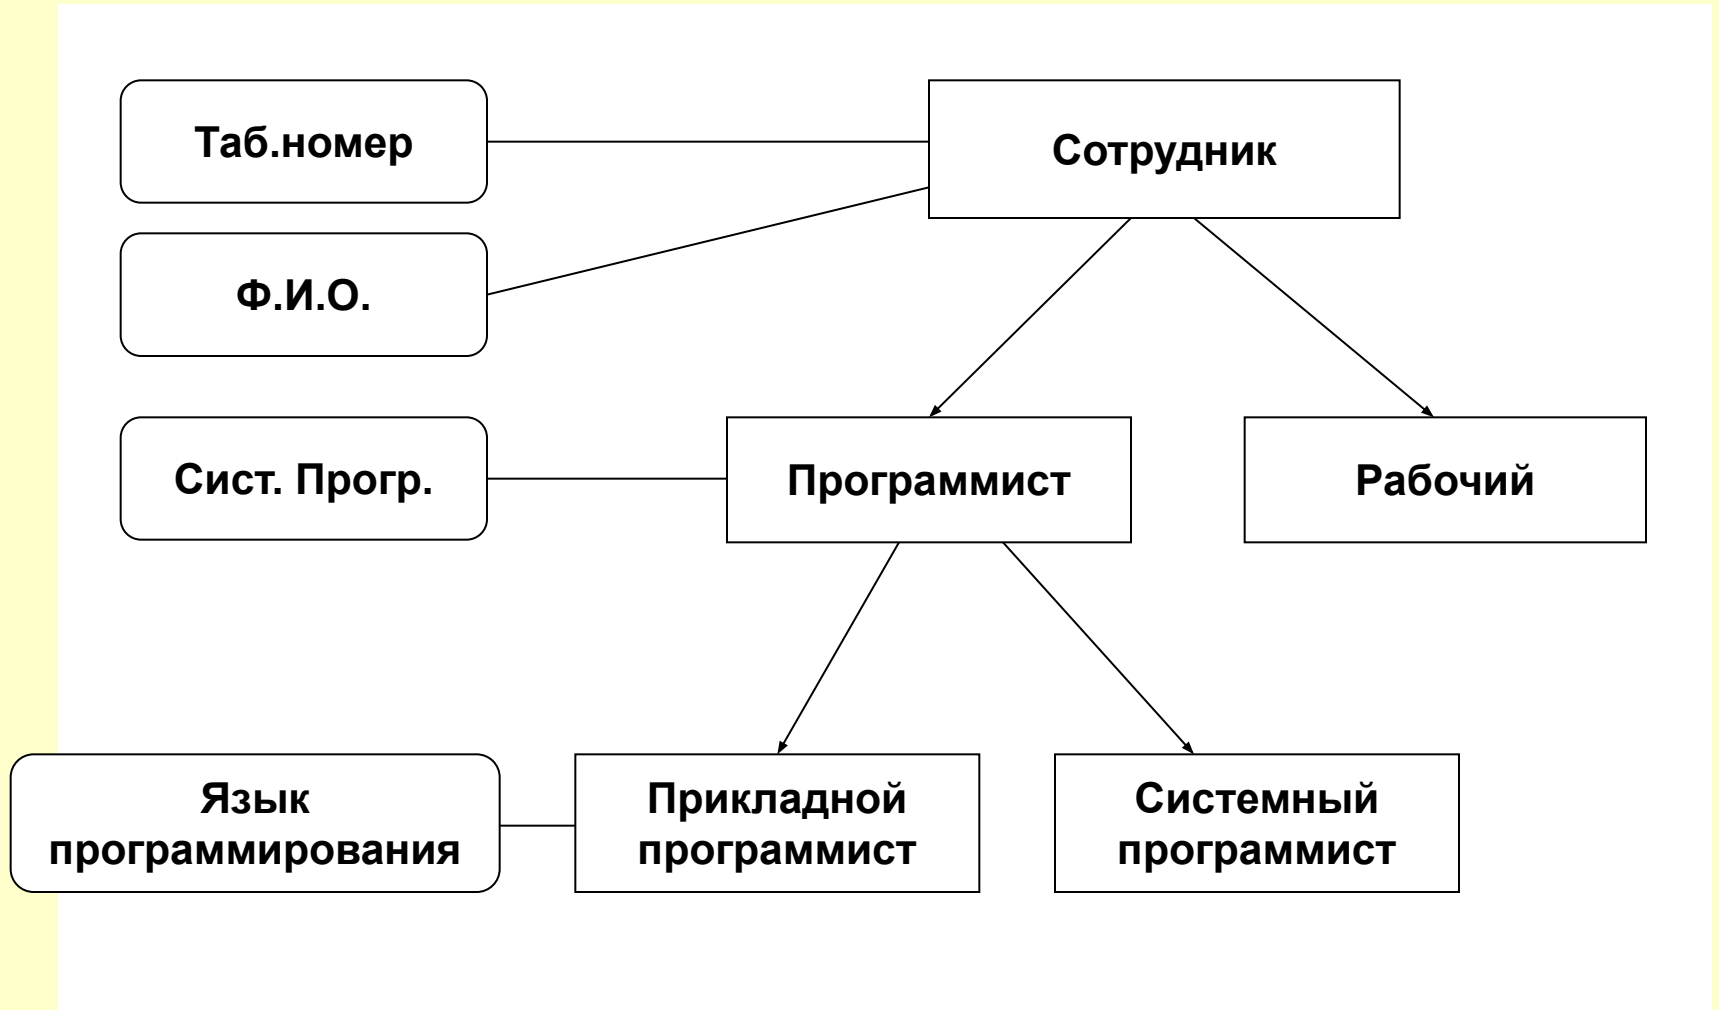 Таб.номер
Сотрудник
Ф.И.О.
Сист. Прогр.
Программист
Рабочий
Язык
программирования
Прикладной
программист
Системный
программист